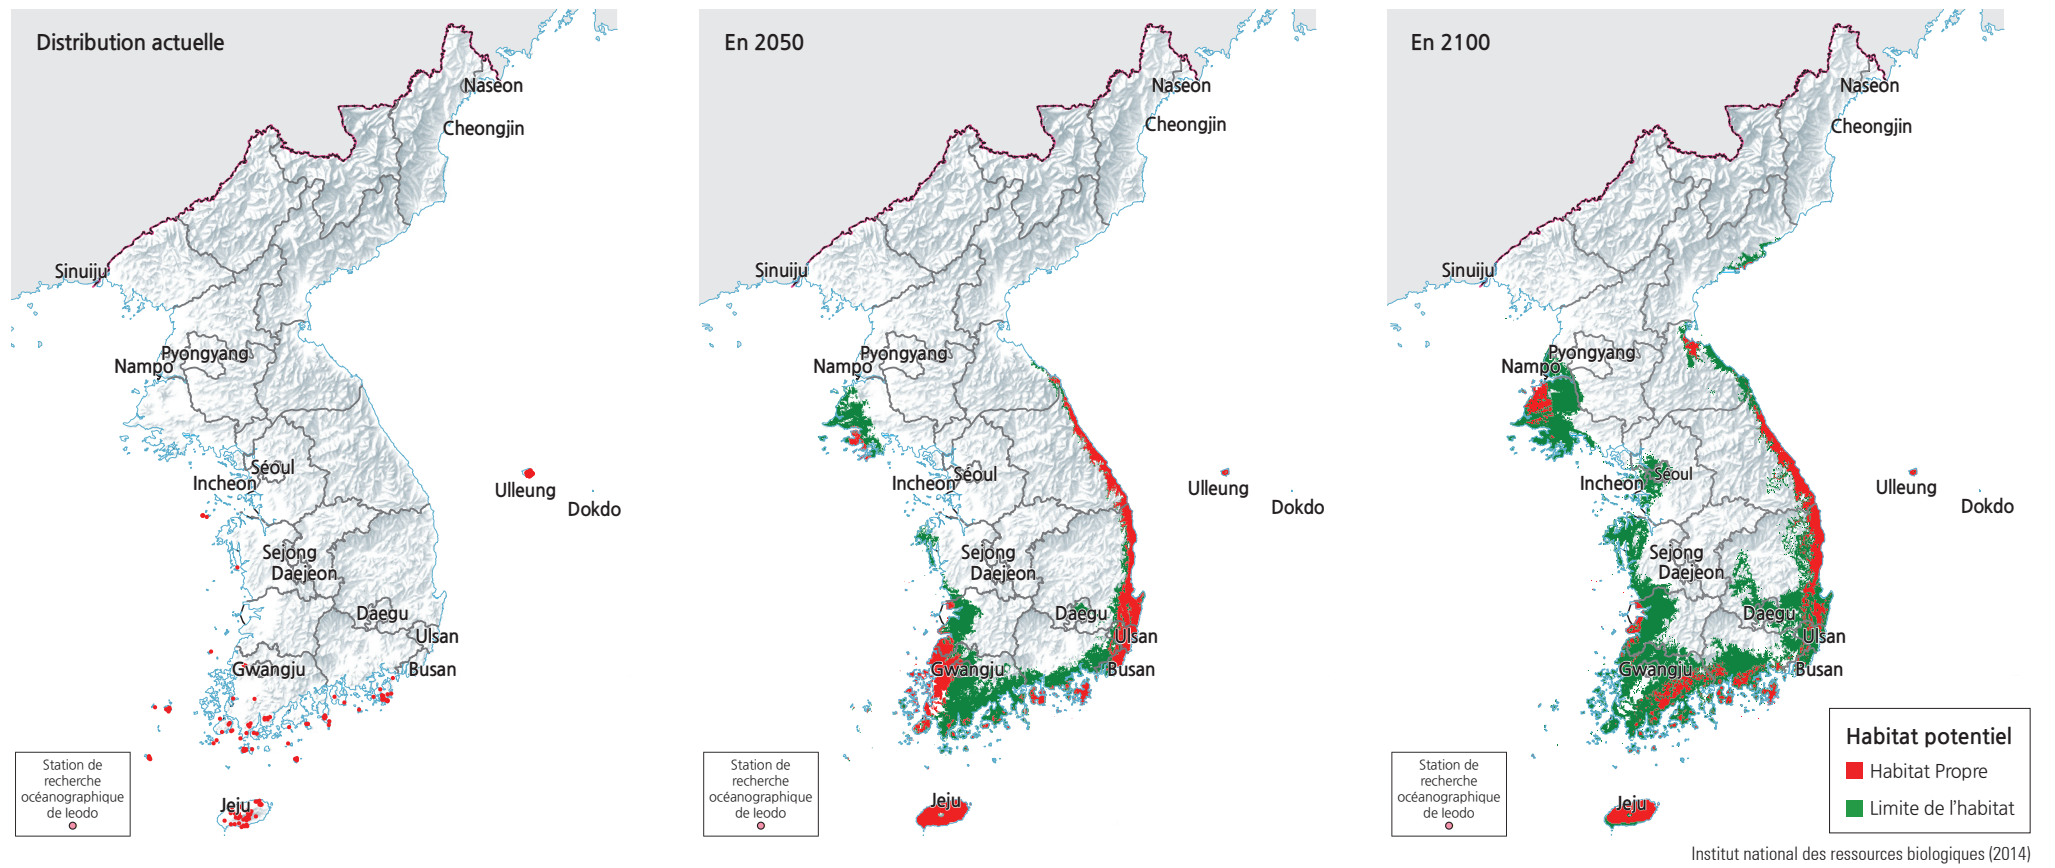 Distribution actuelle
Naseon
Cheongjin
Sinuiju
Pyongyang
Nampo
Séoul
Incheon
Ulleung
Dokdo
Sejong
Daejeon
Daegu
Ulsan
Gwangju
Busan
Station de
recherche
océanographique
de Ieodo
Jeju
En 2050
Naseon
Cheongjin
Sinuiju
Pyongyang
Nampo
Séoul
Incheon
Ulleung
Dokdo
Sejong
Daejeon
Daegu
Ulsan
Gwangju
Busan
Station de
recherche
océanographique
de Ieodo
Jeju
En 2100
Naseon
Cheongjin
Sinuiju
Pyongyang
Nampo
Séoul
Incheon
Ulleung
Dokdo
Sejong
Daejeon
Daegu
Ulsan
Gwangju
Busan
Station de
recherche
océanographique
de Ieodo
Jeju
Habitat potentiel
Habitat Propre
Limite de l'habitat
Institut national des ressources biologiques (2014)